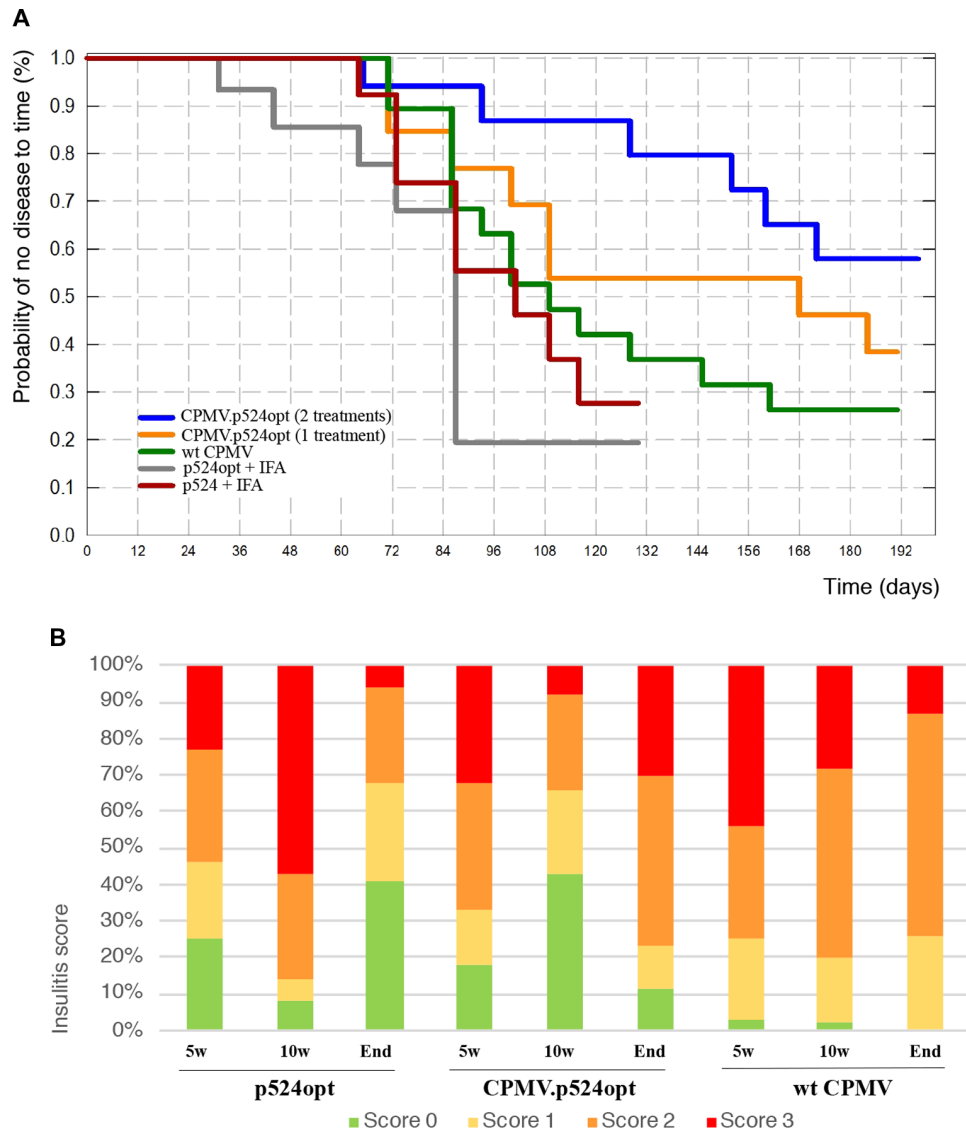 A
Probability of no disease to time (%)
1.0
0.9
0.8
0.7
0.6
0.5
0.4
0.3
0.2
0.1
0.0
CPMV.p524opt (2 treatments)
CPMV.p524opt (1 treatment)
wt CPMV
p524opt + IFA
p524 + IFA
0 12 24 36 48 60 72 84 96 108 120 132 144 156 168 180 192
Time (days)
B
Insulitis score
100%
90%
80%
70%
60%
50%
40%
30%
20%
10%
0%
5w 10w End 5w 10w End 5w 10w End
p524opt CPMV.p524opt wt CPMV
Score 0 Score 1 Score 2 Score 3